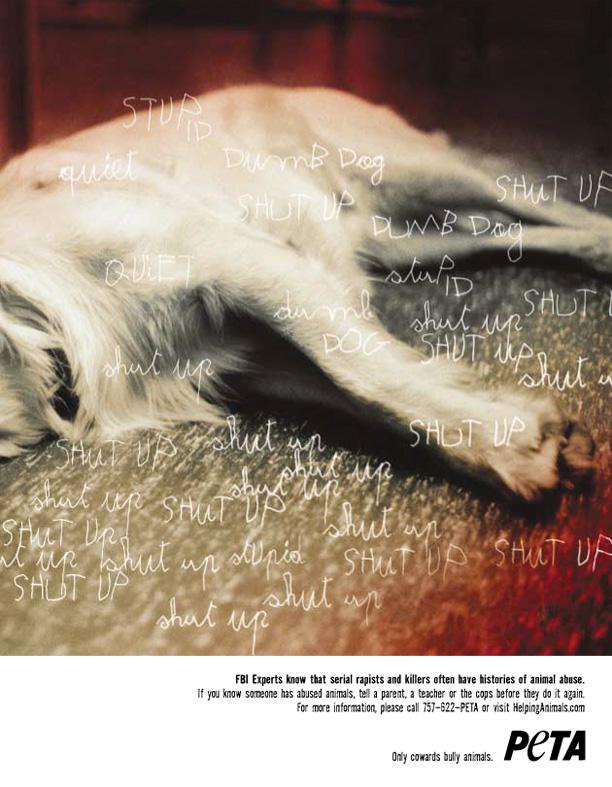 STUPID
quiet
DUMB Dog
SHUT UP
SHUT UP
DUMB Dog
QUiET
stuPID
dumb
DOG
shut up
SHUT U
SHUT UP
shut up
shut u
SHUT UP
SHUT UP
shut up
shut up
shut up
shut up
SHUT UP
shut up
SHUT UP
ut up
shut up
stUpid
SHUT UP
SHUT UP
SHUT UP
shut up
shut up
FBI Experts know that serial rapists and killers often have histories of animal abuse.
If you know someone has abused animals, tell a parent, a teacher or the cops before they do it again.
For more information, please call 757-622-PETA or visit HelpingAnimals.com
Only cowards bully animals. PeTA